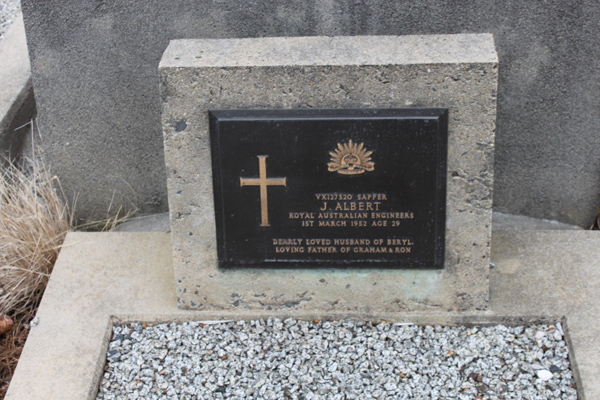 VX127520 SAPPER
J. ALBERT
ROYAL AUSTRALIAN ENGINEERS
1ST MARCH 1952 AGE 29
DEARLY LOVED HUSBAND OF BERYL.
LOVING FATHER OF GRAHAM & RON